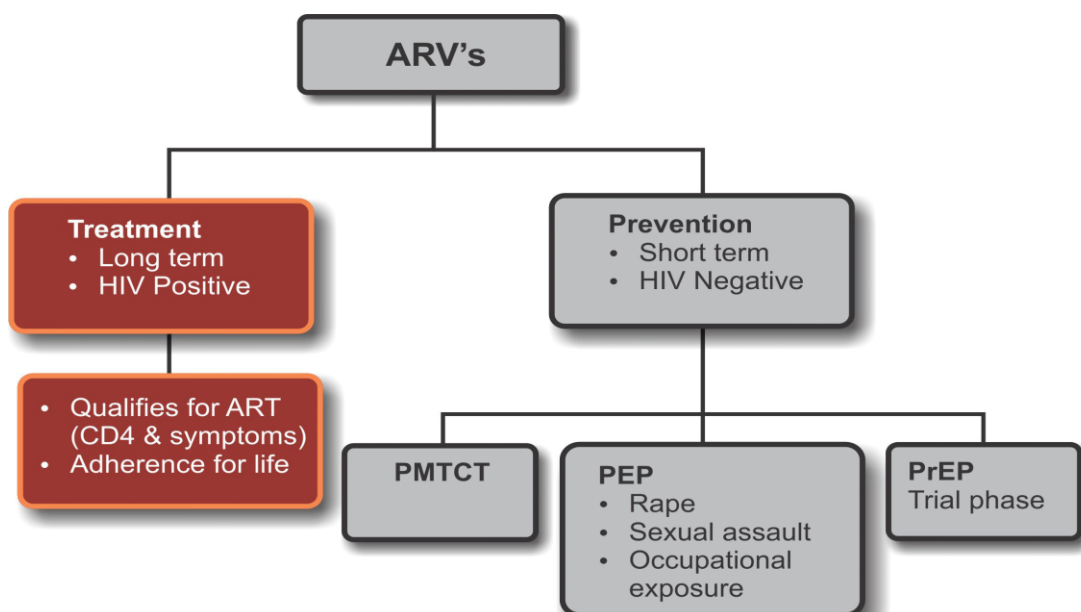 ARV’s
Treatment
• Long term
• HIV Positive
Prevention
• Short term
• HIV Negative
• Qualifies for ART
(CD4 & symptoms)
• Adherence for life
PMTCT
PEP
• Rape
• Sexual assault
• Occupational
exposure
PrEP
Trial phase